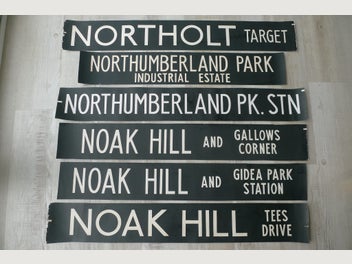 NORTHOLT TARGET
NORTHUMBERLAND PARK
INDUSTRIAL ESTATE
NORTHUMBERLAND PK. STN
NOAK HILL AND GALLOWS
CORNER
NOAK HILL AND GIDEA PARK
STATION
NOAK HILL TEES
DRIVE